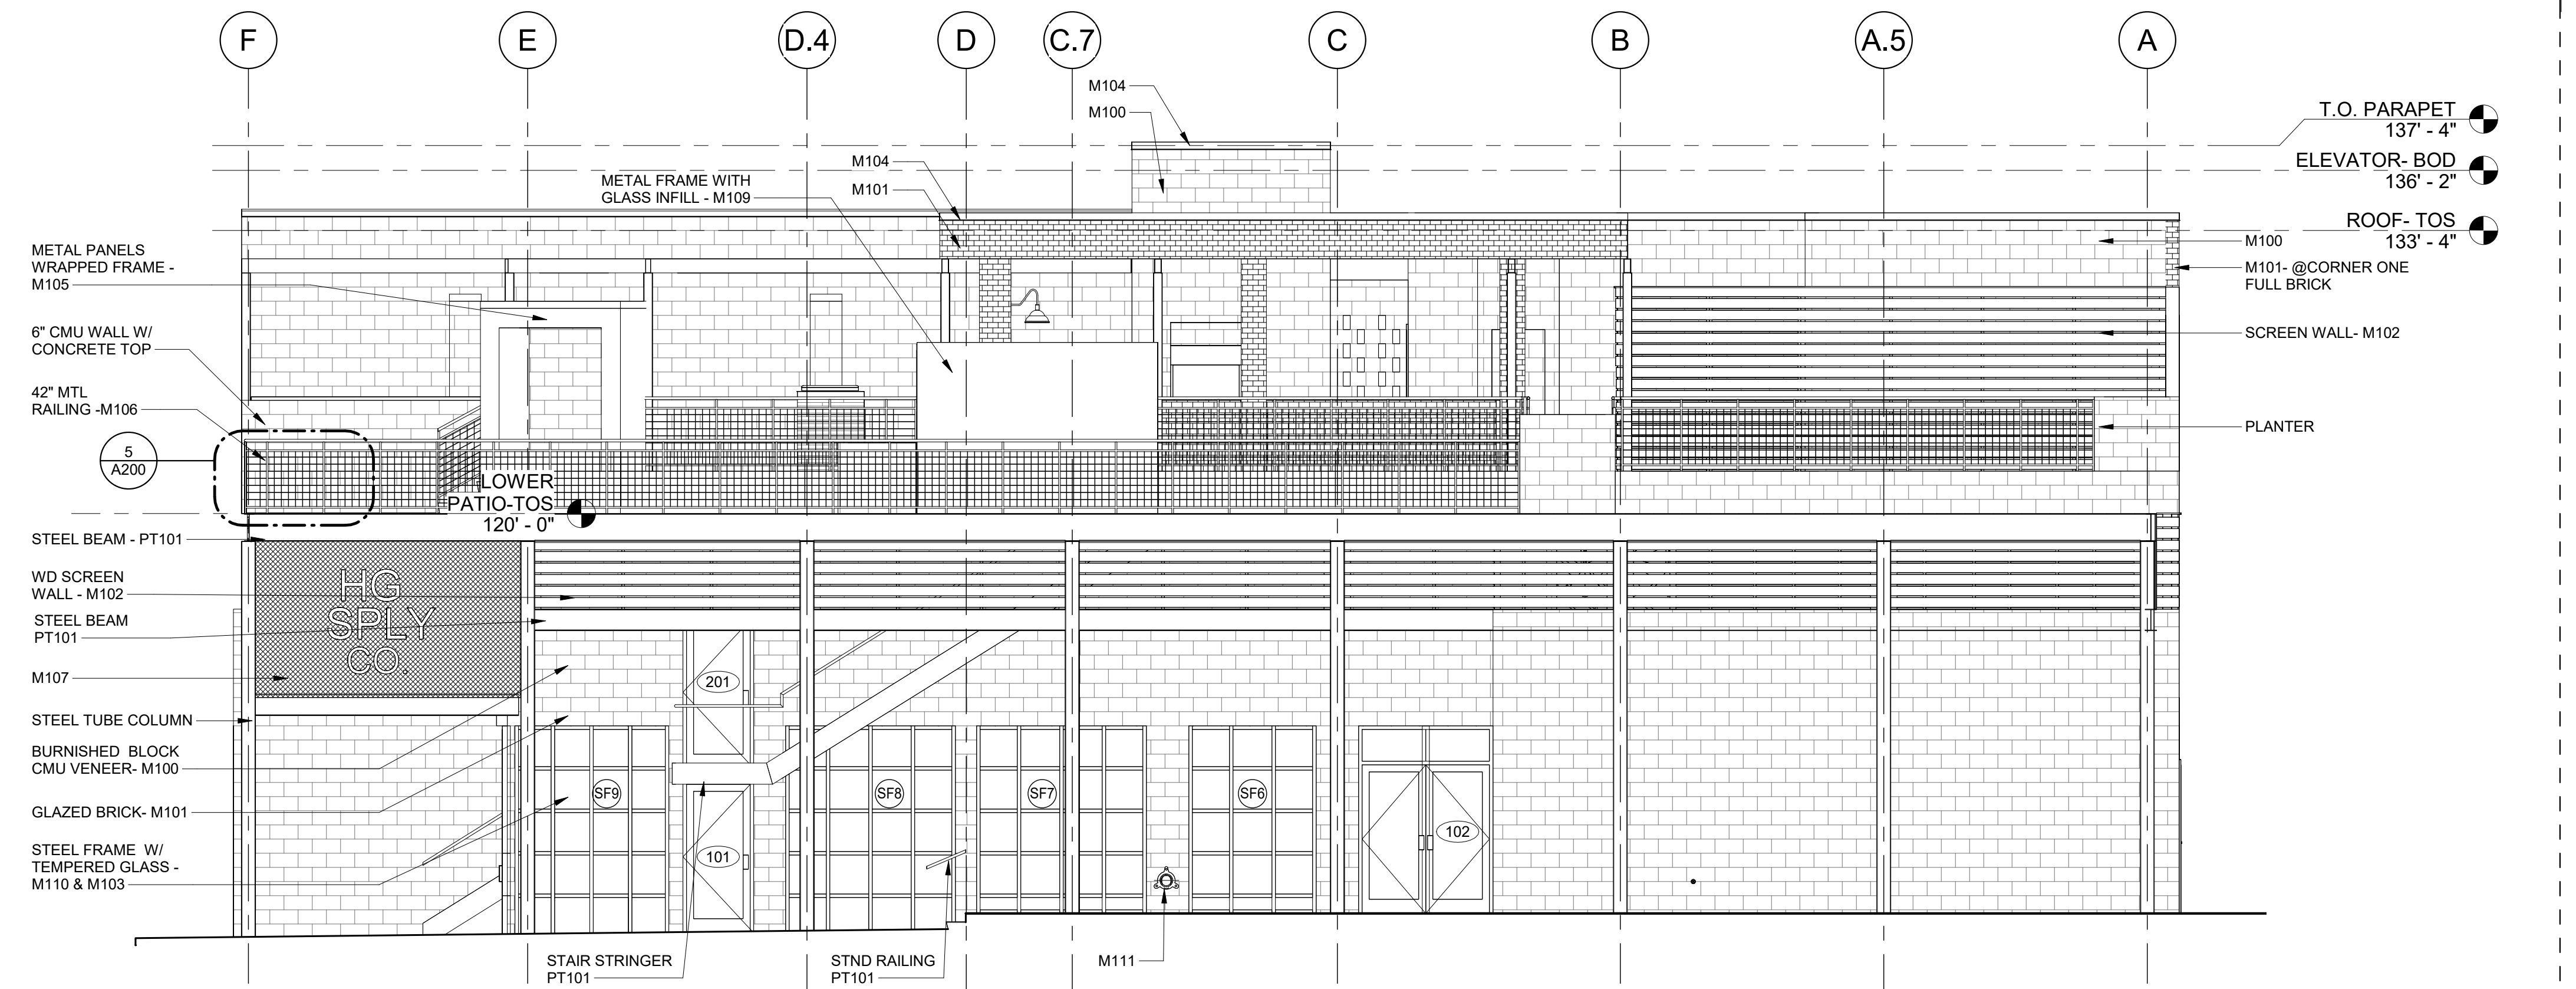 F
E
D.4
D
C.7
C
B
A.5
A
M104
M100
T.O. PARAPET
137' - 4"
ELEVATOR- BOD
136' - 2"
ROOF- TOS
133' - 4"
M104
M101
METAL FRAME WITH
GLASS INFILL - M109
METAL PANELS
WRAPPED FRAME -
M105
6" CMU WALL W/
CONCRETE TOP
42" MTL
RAILING -M106
5
A200
M100
M101- @CORNER ONE
FULL BRICK
SCREEN WALL- M102
PLANTER
LOWER
PATIO-TOS
120' - 0"
STEEL BEAM - PT101
WD SCREEN
WALL - M102
STEEL BEAM
PT101
M107
STEEL TUBE COLUMN
BURNISHED  BLOCK
CMU VENEER- M100
GLAZED BRICK- M101
STEEL FRAME  W/
TEMPERED GLASS -
M110 & M103
HG
SPLY
CO.
201
SF9
SF8
SF7
SF6
101
102
STAIR STRINGER
PT101
STND RAILING
PT101
M111